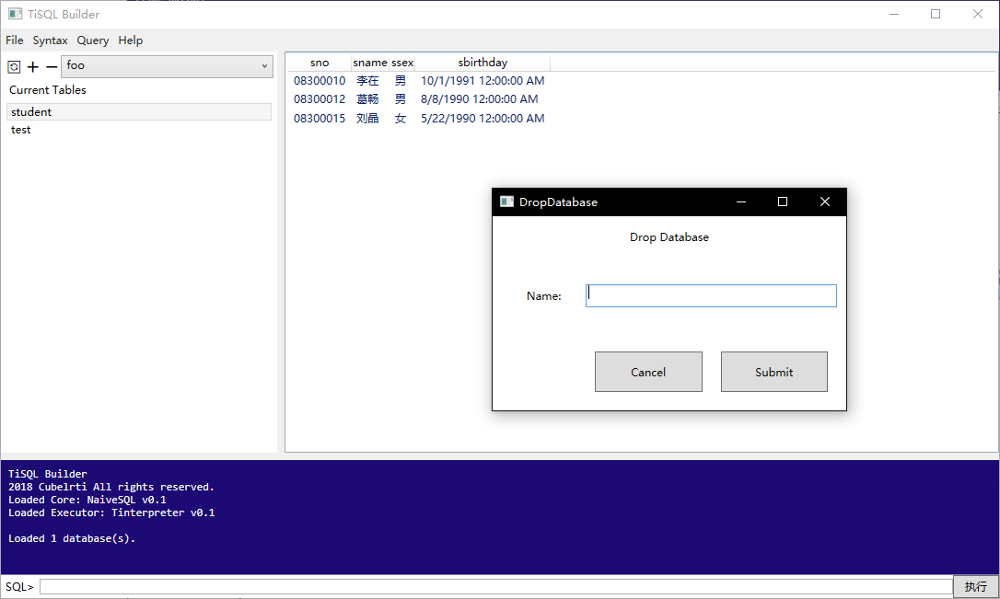 TiSQL Builder
File Syntax Query Help
foo
Current Tables
student
test
sno sname ssex sbirthday
08300010 李在 男 10/1/1991 12:00:00 AM
08300012 葛畅 男 8/8/1990 12:00:00 AM
08300015 刘晶 女 5/22/1990 12:00:00 AM
DropDatabase
Drop Database
Name:
Cancel Submit
TiSQL Builder
2018 Cubelrti All rights reserved.
Loaded Core: NaiveSQL v0.1
Loaded Executor: Tinterpreter v0.1
Loaded 1 database(s).
SQL> 执行